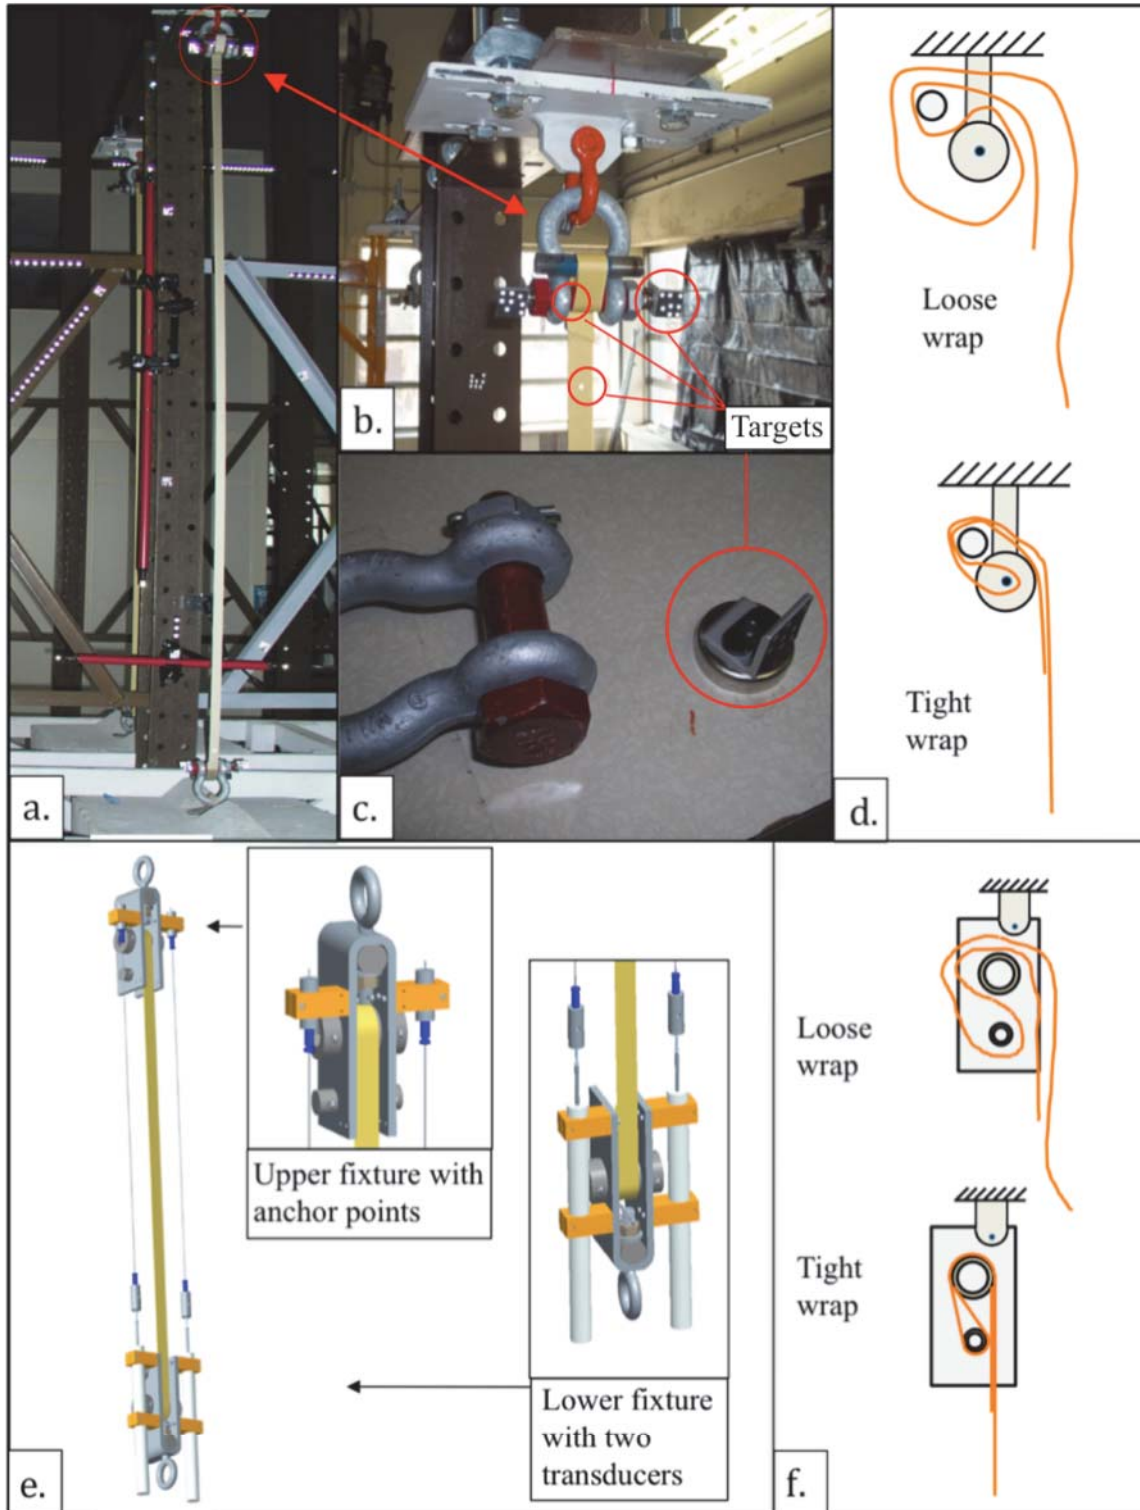 a.
b.
Targets
c.
Loose
wrap
Tight
wrap
d.
Upper fixture with
anchor points
Lower fixture
with two
transducers
e.
Loose
wrap
Tight
wrap
f.